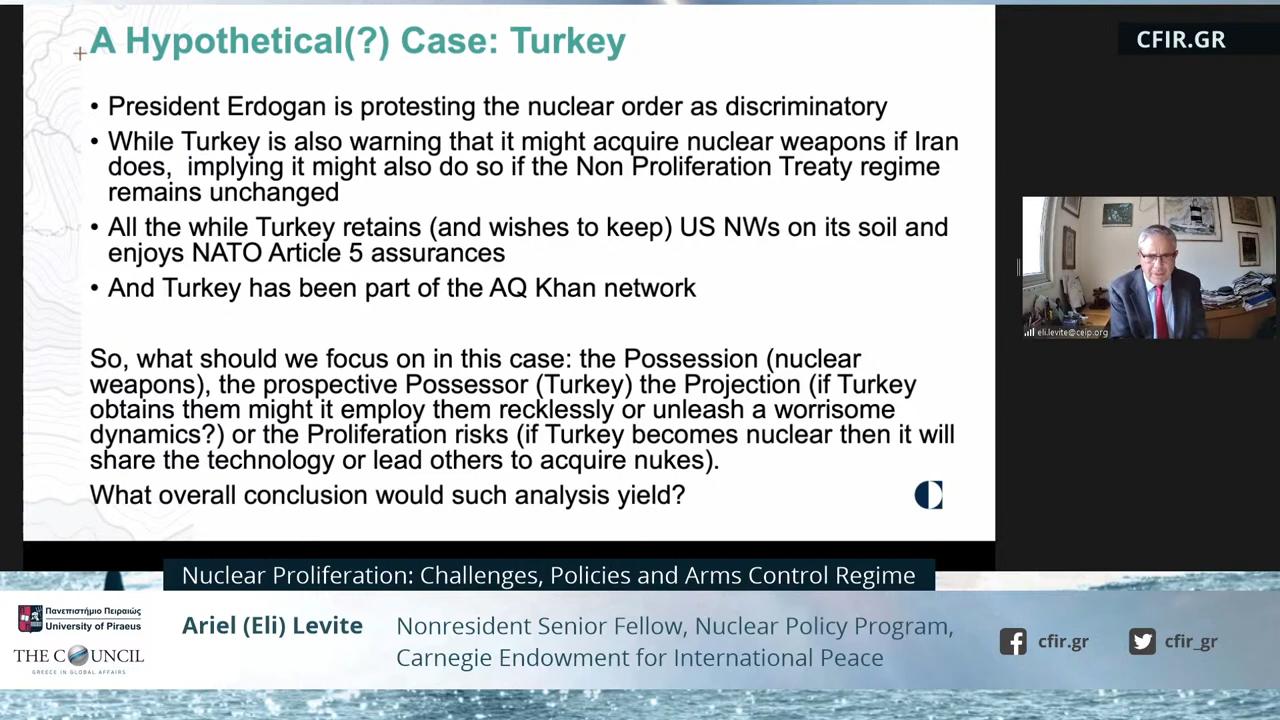 A Hypothetical(?) Case: Turkey
CFIR.GR
• President Erdogan is protesting the nuclear order as discriminatory
• While Turkey is also warning that it might acquire nuclear weapons if Iran
does, implying it might also do so if the Non Proliferation Treaty regime
remains unchanged
• All the while Turkey retains (and wishes to keep) US NWs on its soil and
enjoys NATO Article 5 assurances
• And Turkey has been part of the AQ Khan network
So, what should we focus on in this case: the Possession (nuclear
weapons), the prospective Possessor (Turkey) the Projection (if Turkey
obtains them might it employ them recklessly or unleash a worrisome
dynamics?) or the Proliferation risks (if Turkey becomes nuclear then it will
share the technology or lead others to acquire nukes).
What overall conclusion would such analysis yield?
eli.levite@ceip.org
Nuclear Proliferation: Challenges, Policies and Arms Control Regime
Πανεπιστήμιο Πειραιώς
University of Piraeus
THE COUNCIL
GREECE IN GLOBAL AFFAIRS
Ariel (Eli) Levite
Nonresident Senior Fellow, Nuclear Policy Program,
Carnegie Endowment for International Peace
cfir.gr
cfir_gr